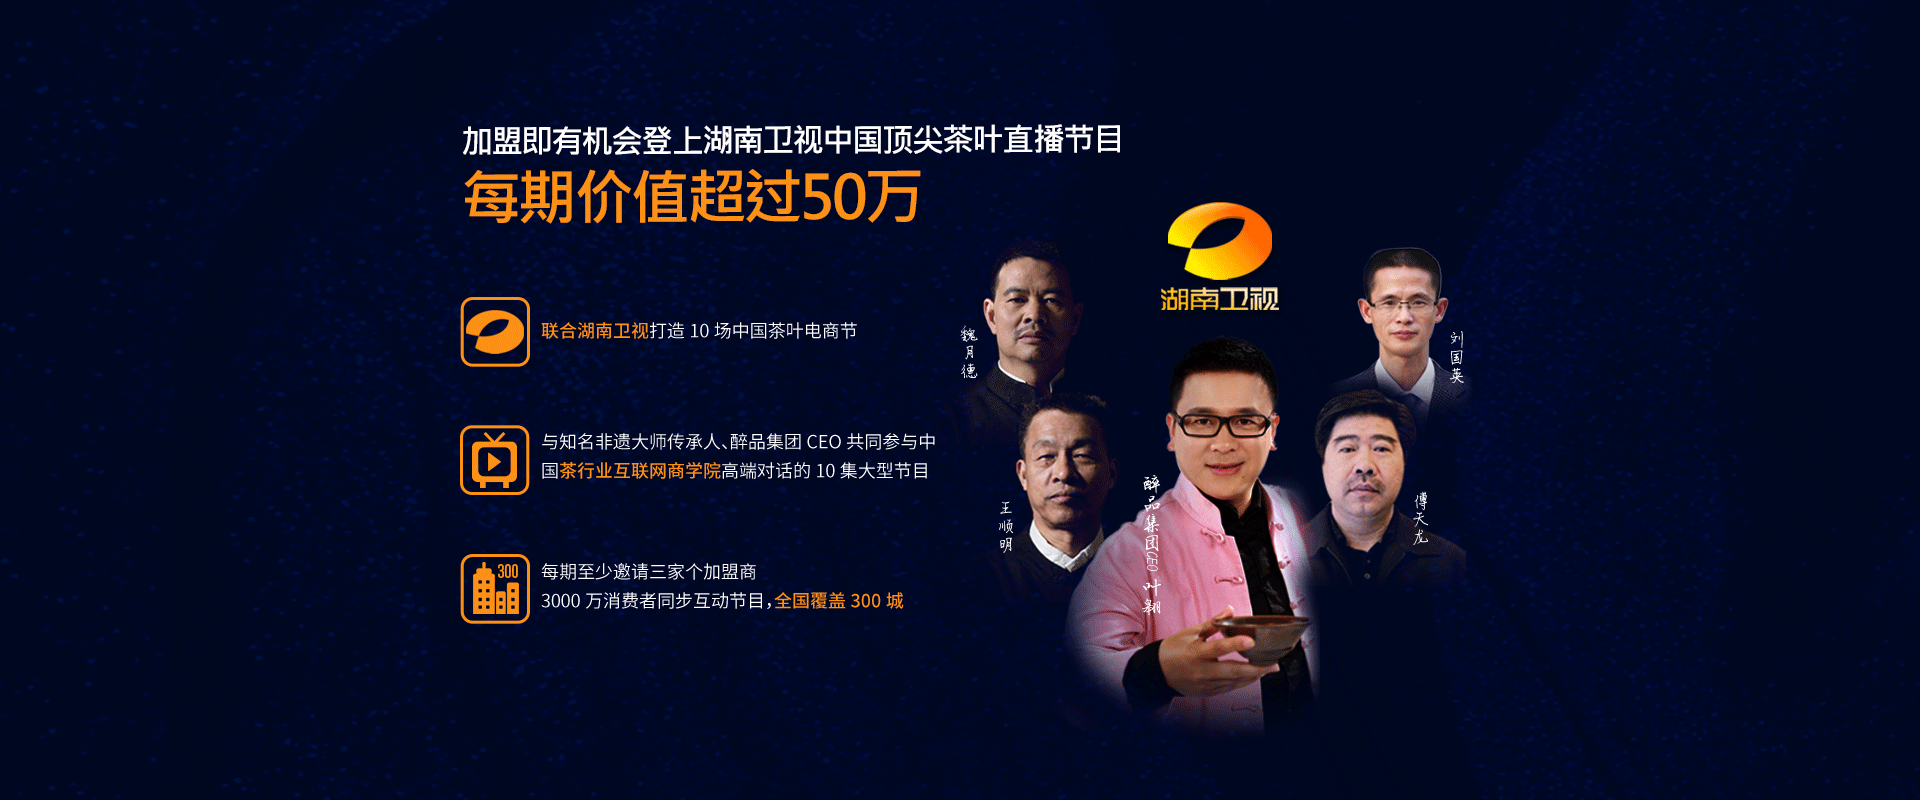 加盟即有机会登上湖南卫视中国顶尖茶叶直播节目
每期价值超过50万
湖南卫视
联合湖南卫视打造 10 场中国茶叶电商节
与知名非遗大师传承人、醉品集团 CEO 共同参与中
国茶行业互联网商学院高端对话的 10 集大型节目
300
每期至少邀请三家个加盟商
3000 万消费者同步互动节目，全国覆盖 300 城
魏月德
刘国英
王顺明
醉品集团CEO 叶翱
傅天龙